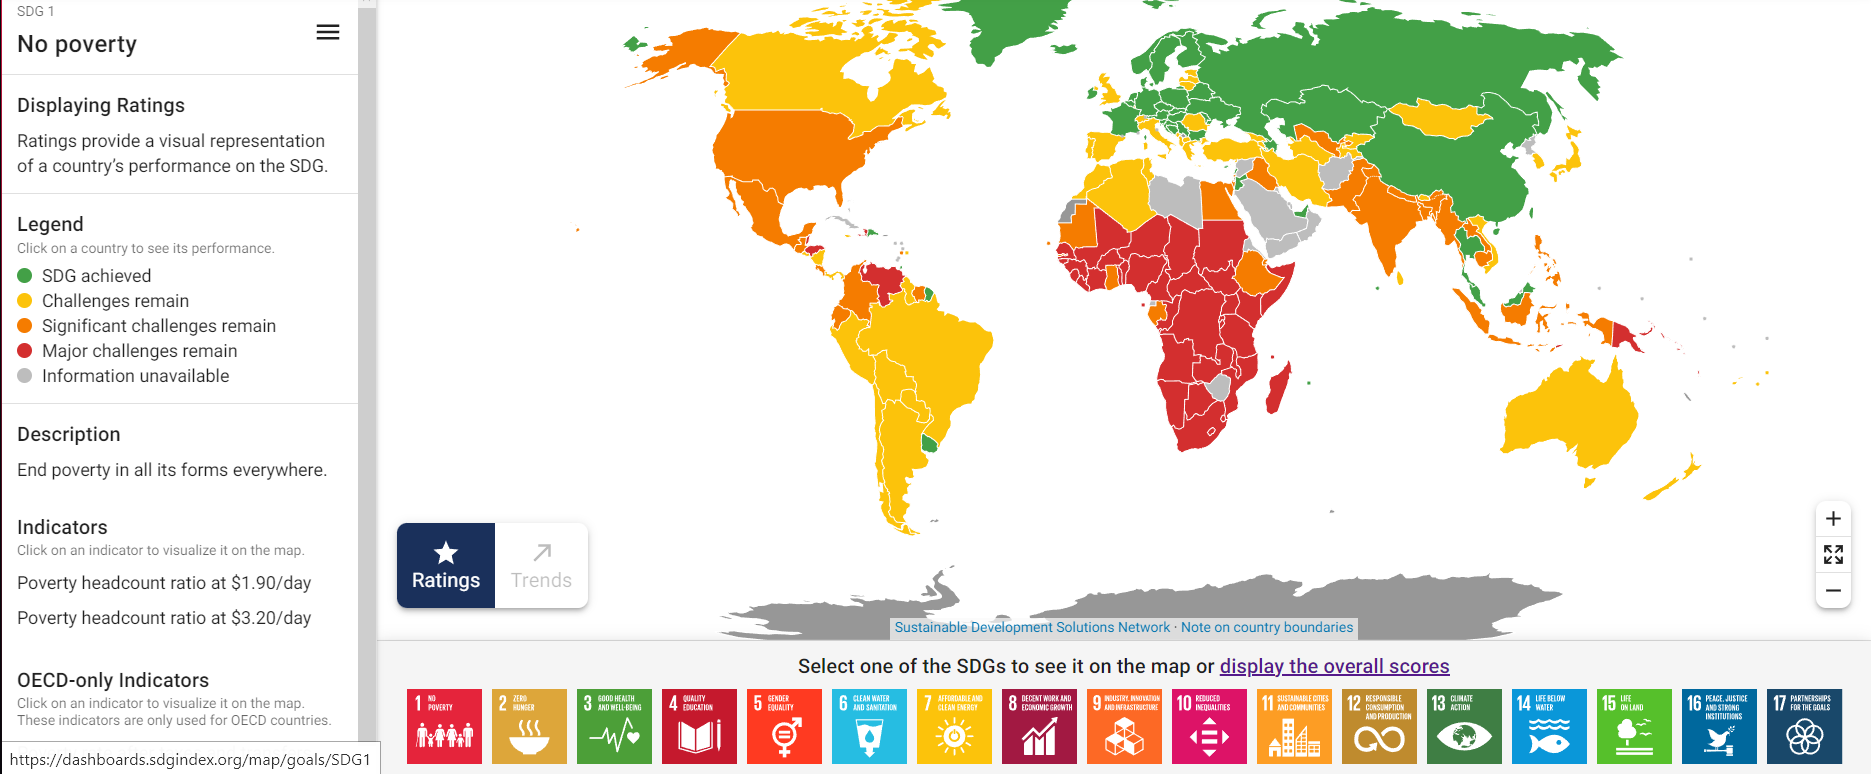 SDG 1
No poverty
Displaying Ratings
Ratings provide a visual representation
of a country's performance on the SDG.
Legend
Click on a country to see its performance.
SDG achieved
Challenges remain
Significant challenges remain
Major challenges remain
Information unavailable
Description
End poverty in all its forms everywhere.
Indicators
Click on an indicator to visualize it on the map.
Poverty headcount ratio at $1.90/day
Poverty headcount ratio at $3.20/day
OECD-only Indicators
Click on an indicator to visualize it on the map.
These indicators are only used for OECD countries.
https://dashboards.sdgindex.org/map/goals/SDG1
Ratings
Trends
+
−
Sustainable Development Solutions Network · Note on country boundaries
Select one of the SDGs to see it on the map or display the overall scores
1 NO
POVERTY
2 ZERO
HUNGER
3 GOOD HEALTH
AND WELL-BEING
4 QUALITY
EDUCATION
5 GENDER
EQUALITY
6 CLEAN WATER
AND SANITATION
7 AFFORDABLE AND
CLEAN ENERGY
8 DECENT WORK AND
ECONOMIC GROWTH
9 INDUSTRY, INNOVATION
AND INFRASTRUCTURE
10 REDUCED
INEQUALITIES
11 SUSTAINABLE CITIES
AND COMMUNITIES
12 RESPONSIBLE
CONSUMPTION
AND PRODUCTION
13 CLIMATE
ACTION
14 LIFE BELOW
WATER
15 LIFE
ON LAND
16 PEACE, JUSTICE
AND STRONG
INSTITUTIONS
17 PARTNERSHIPS
FOR THE GOALS